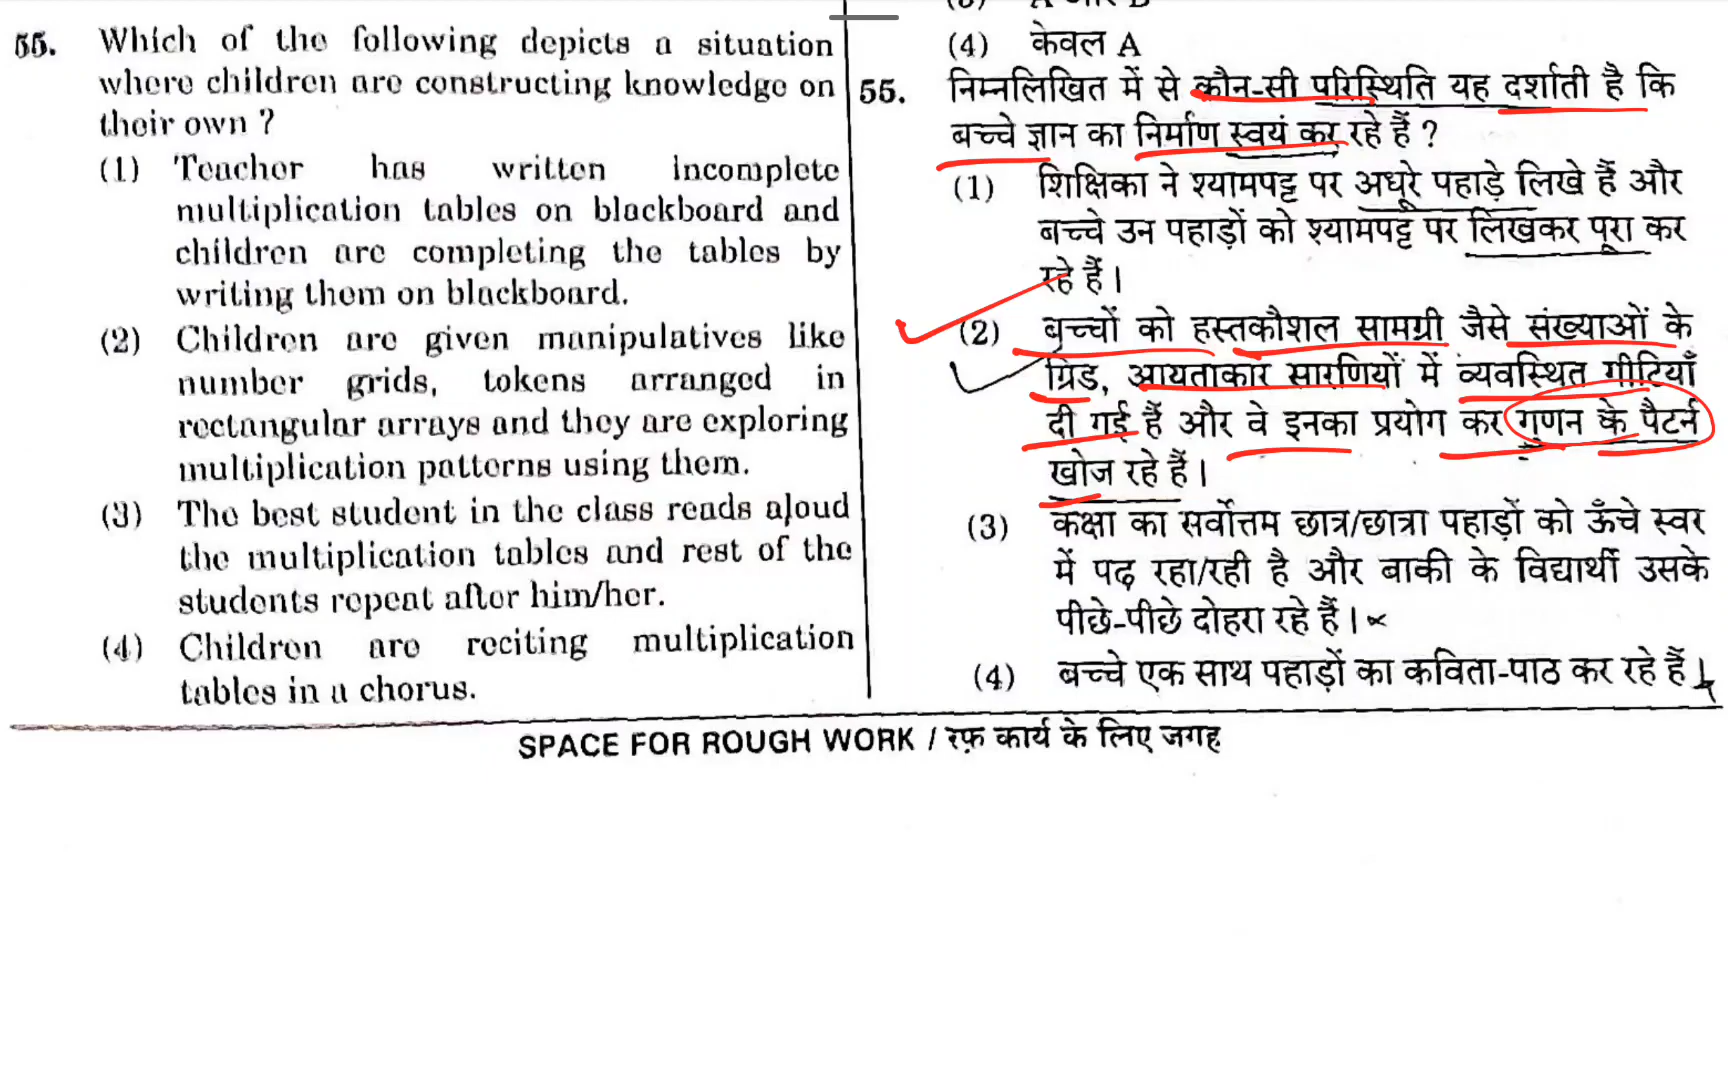 55. Which of the following depicts a situation
where children are constructing knowledge on
their own ?
(1) Teacher has written incomplete
multiplication tables on blackboard and
children are completing the tables by
writing them on blackboard.
(2) Children are given manipulatives like
number grids, tokens arranged in
rectangular arrays and they are exploring
multiplication patterns using them.
(3) The best student in the class reads aloud
the multiplication tables and rest of the
students repeat after him/her.
(4) Children are reciting multiplication
tables in a chorus.
(4) केवल A
55. निम्नलिखित में से कौन-सी परिस्थिति यह दर्शाती है कि
बच्चे ज्ञान का निर्माण स्वयं कर रहे हैं ?
(1) शिक्षिका ने श्यामपट्ट पर अधूरे पहाड़े लिखे हैं और
बच्चे उन पहाड़ों को श्यामपट्ट पर लिखकर पूरा कर
रहे हैं ।
(2) बच्चों को हस्तकौशल सामग्री जैसे संख्याओं के
ग्रिड, आयताकार सारणियों में व्यवस्थित गीटियाँ
दी गई हैं और वे इनका प्रयोग कर गुणन के पैटर्न
खोज रहे हैं ।
(3) कक्षा का सर्वोत्तम छात्र/छात्रा पहाड़ों को ऊँचे स्वर
में पढ़ रहा/रही है और बाकी के विद्यार्थी उसके
पीछे-पीछे दोहरा रहे हैं ।
(4) बच्चे एक साथ पहाड़ों का कविता-पाठ कर रहे हैं ।
SPACE FOR ROUGH WORK / रफ़ कार्य के लिए जगह